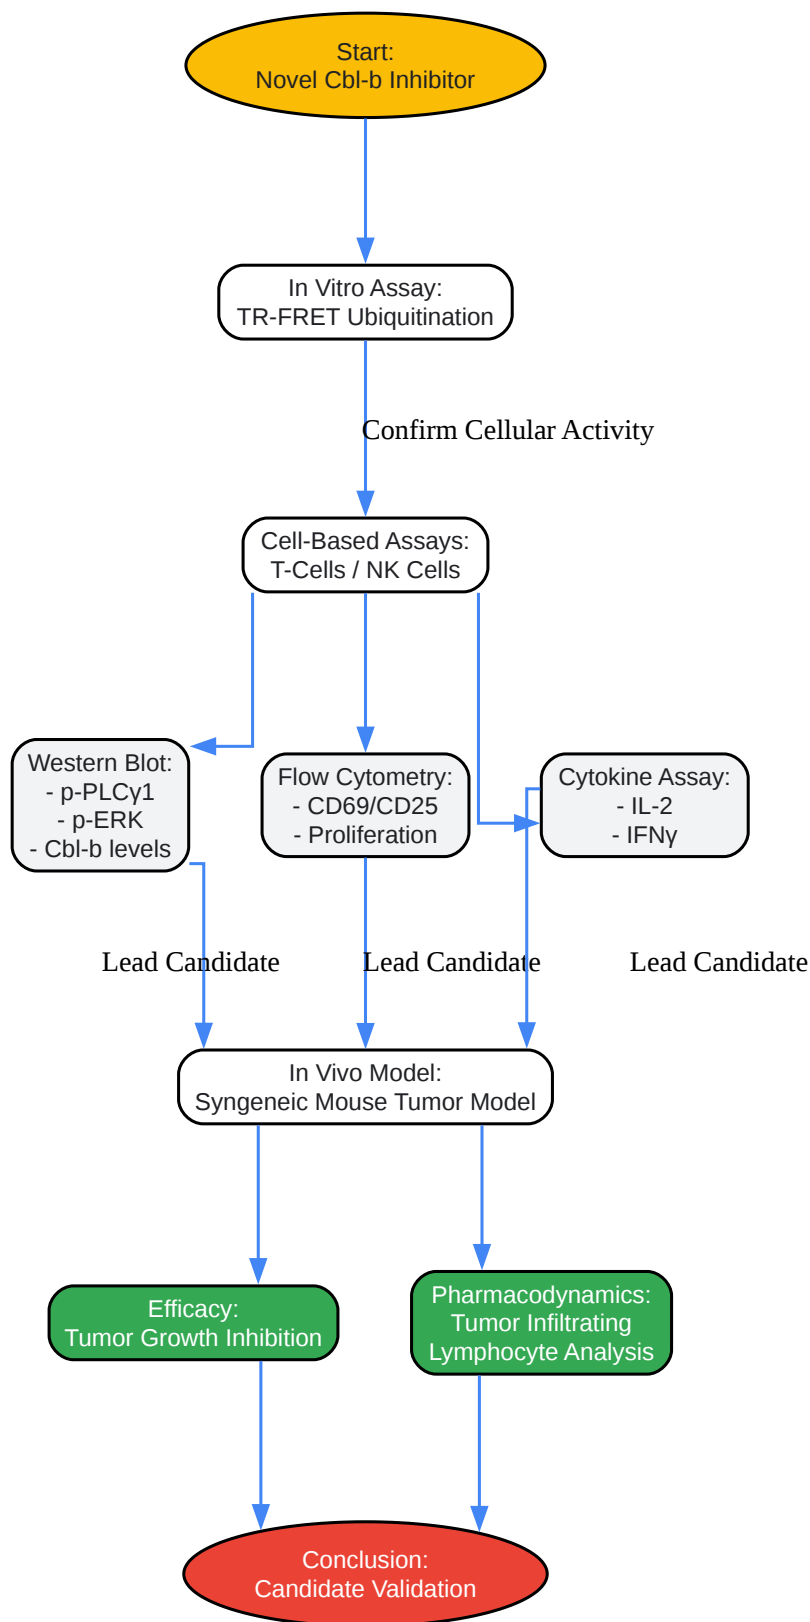 Start:
Novel Cbl-b Inhibitor
In Vitro Assay:
TR-FRET Ubiquitination
Confirm Cellular Activity
Cell-Based Assays:
T-Cells / NK Cells
Western Blot:
- p-PLCγ1
- p-ERK
- Cbl-b levels
Flow Cytometry:
- CD69/CD25
- Proliferation
Cytokine Assay:
- IL-2
- IFNγ
Lead Candidate
Lead Candidate
Lead Candidate
In Vivo Model:
Syngeneic Mouse Tumor Model
Efficacy:
Tumor Growth Inhibition
Pharmacodynamics:
Tumor Infiltrating
Lymphocyte Analysis
Conclusion:
Candidate Validation